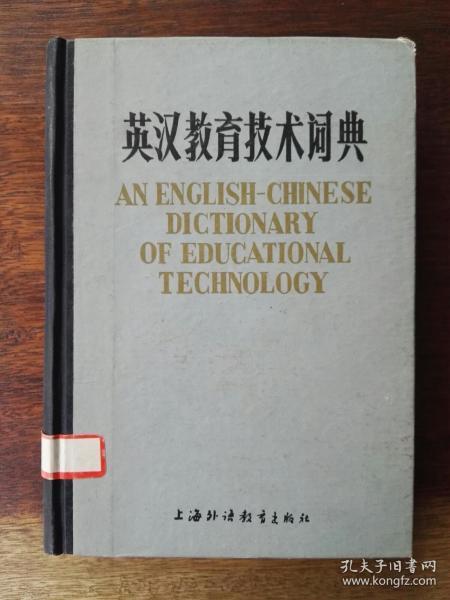 英汉教育技术词典
AN ENGLISH-CHINESE
DICTIONARY
OF EDUCATIONAL
TECHNOLOGY
上海外语教育出版社
孔夫子旧书网
www.kongfz.com